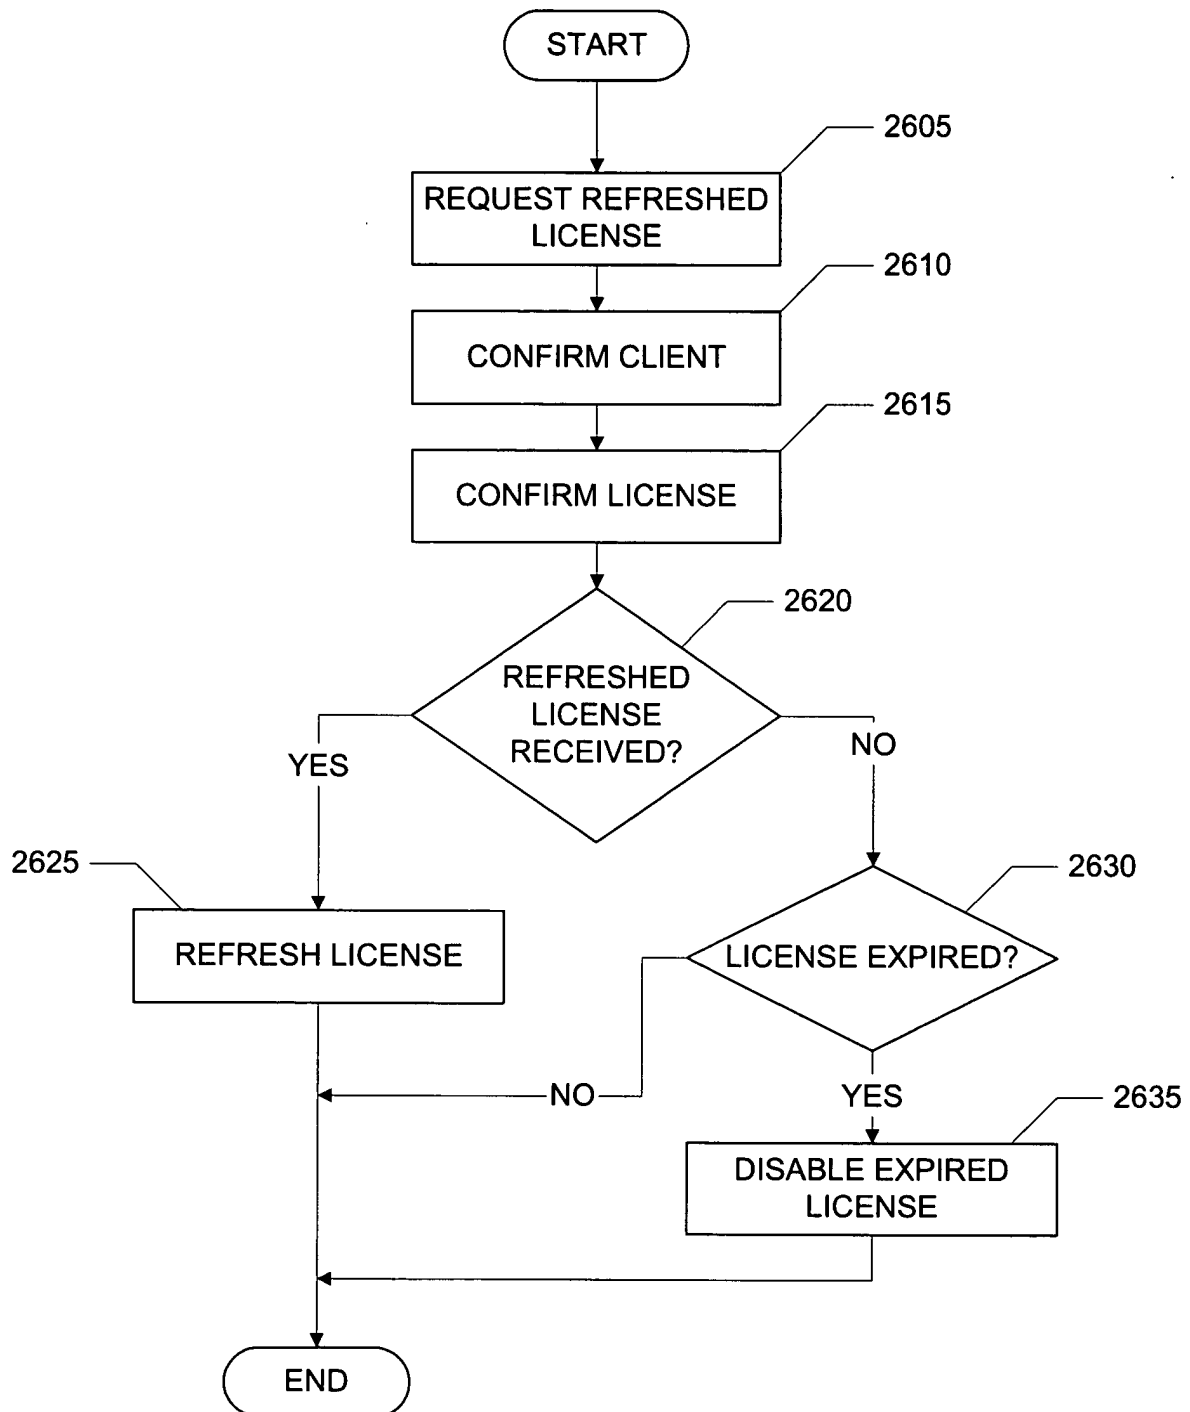 START
2605
REQUEST REFRESHED
LICENSE
2610
CONFIRM CLIENT
2615
CONFIRM LICENSE
2620
REFRESHED
LICENSE
RECEIVED?
YES
NO
2625
REFRESH LICENSE
2630
LICENSE EXPIRED?
NO
YES
2635
DISABLE EXPIRED
LICENSE
END